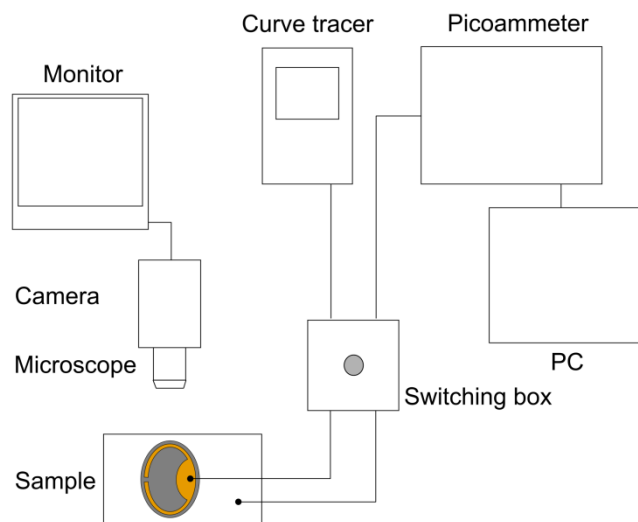 Curve tracer
Picoammeter
Monitor
Camera
Microscope
PC
Switching box
Sample